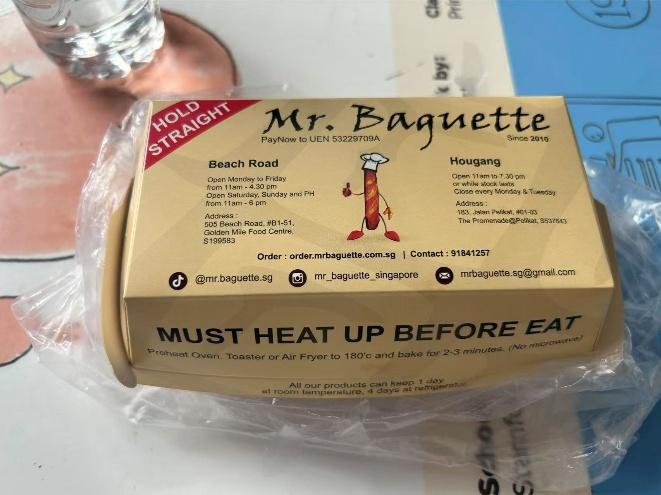 HOLD
STRAIGHT
Mr. Baguette
PayNow to UEN 53229709A
Since 2010
Beach Road
Open Monday to Friday
from 11am - 4.30 pm
Open Saturday, Sunday and PH
from 11am - 6 pm
Address :
505 Beach Road, #B1-51,
Golden Mile Food Centre,
S199583
Hougang
Open 11am to 7:30 pm
or while stock lasts
Close every Monday & Tuesday
Address :
183, Jalan Pelikat, #01-03
The Promenade@Pelikat, S537643
Order : order.mrbaguette.com.sg | Contact : 91841257
@mr.baguette.sg
mr_baguette_singapore
mrbaguette.sg@gmail.com
MUST HEAT UP BEFORE EAT
Preheat Oven, Toaster or Air Fryer to 180'c and bake for 2-3 minutes. (No microwave)
All our products can keep 1 day
at room temperature, 4 days at refrigerator
by: